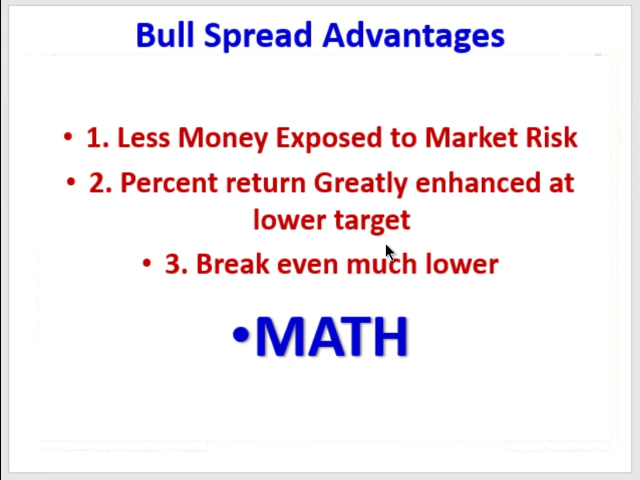 Bull Spread Advantages
• 1. Less Money Exposed to Market Risk
• 2. Percent return Greatly enhanced at
lower target
• 3. Break even much lower
•MATH